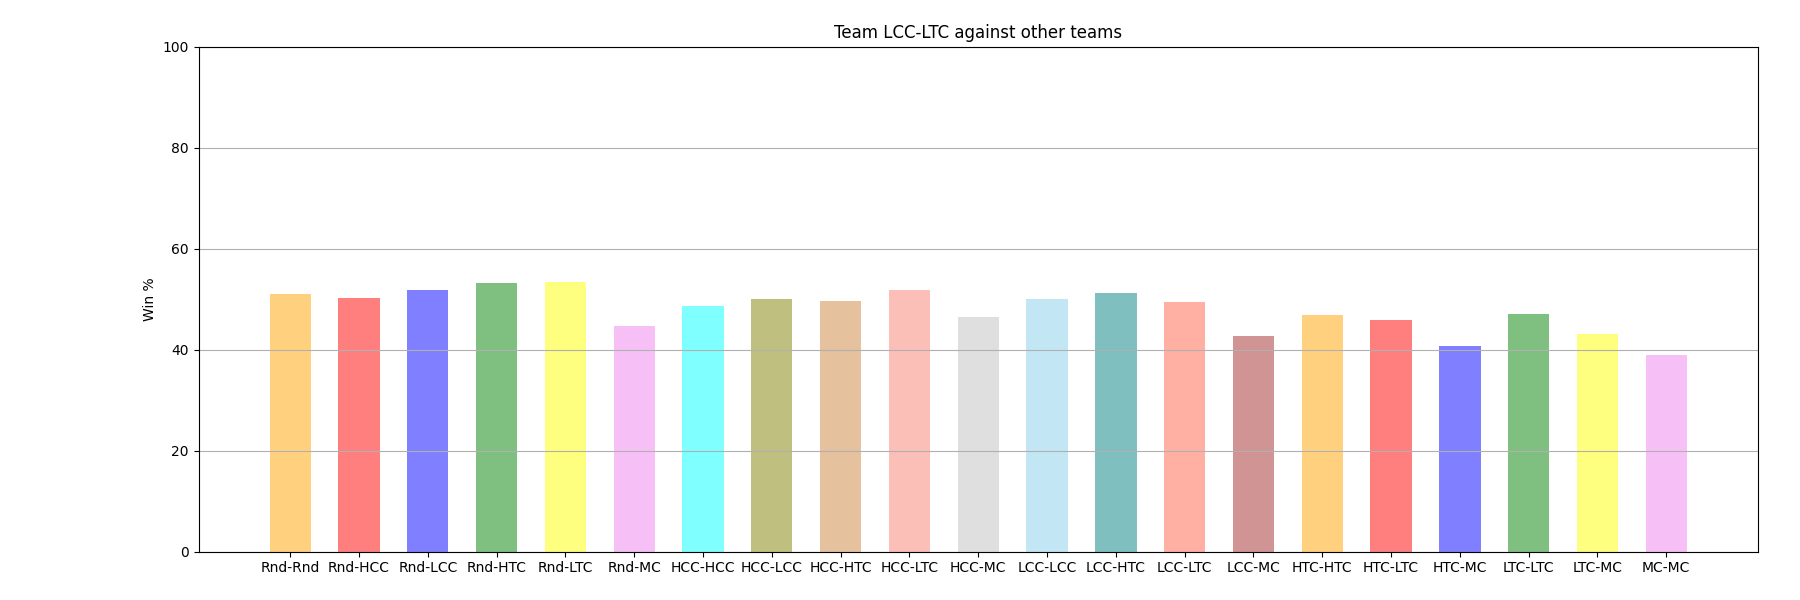 Team LCC-LTC against other teams
100
80
60
40
20
0
Win %
Rnd-Rnd Rnd-HCC Rnd-LCC Rnd-HTC Rnd-LTC Rnd-MC HCC-HCC HCC-LCC HCC-HTC HCC-LTC HCC-MC LCC-LCC LCC-HTC LCC-LTC LCC-MC HTC-HTC HTC-LTC HTC-MC LTC-LTC LTC-MC MC-MC